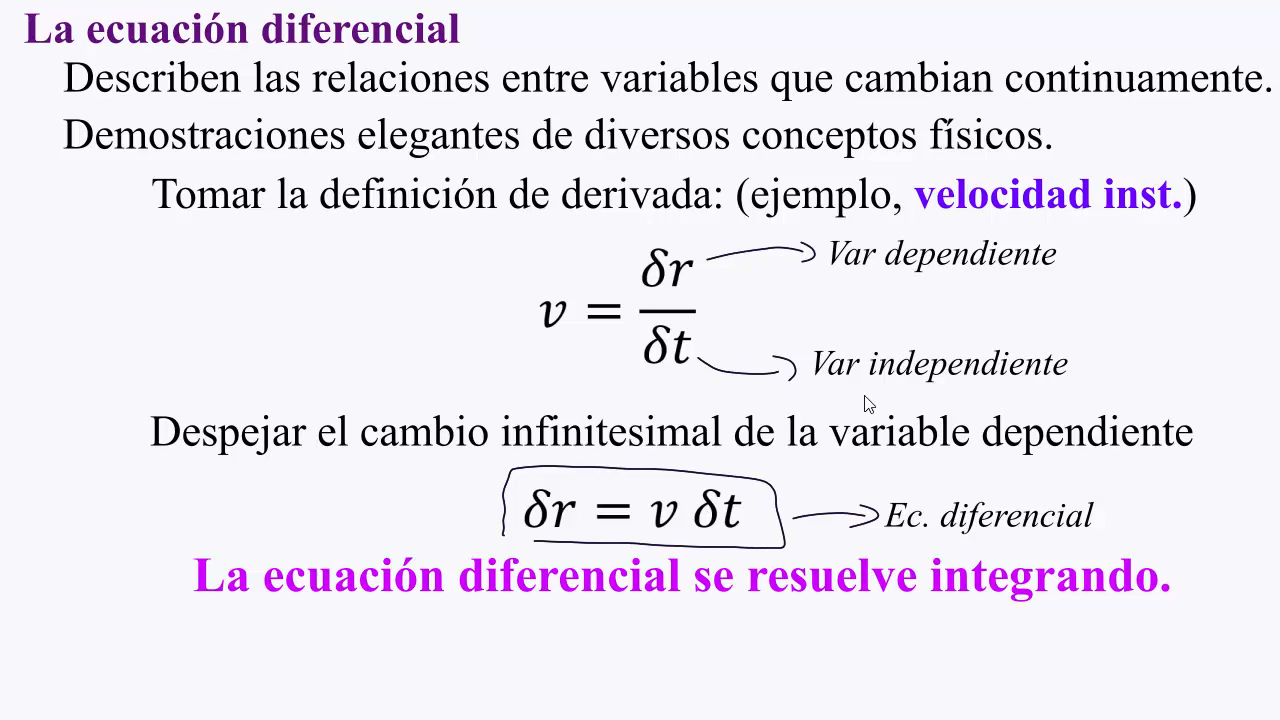 La ecuación diferencial
Describen las relaciones entre variables que cambian continuamente.
Demostraciones elegantes de diversos conceptos físicos.
Tomar la definición de derivada: (ejemplo, velocidad inst.)
v = δr/δt
Var dependiente
Var independiente
Despejar el cambio infinitesimal de la variable dependiente
δr = v δt
Ec. diferencial
La ecuación diferencial se resuelve integrando.